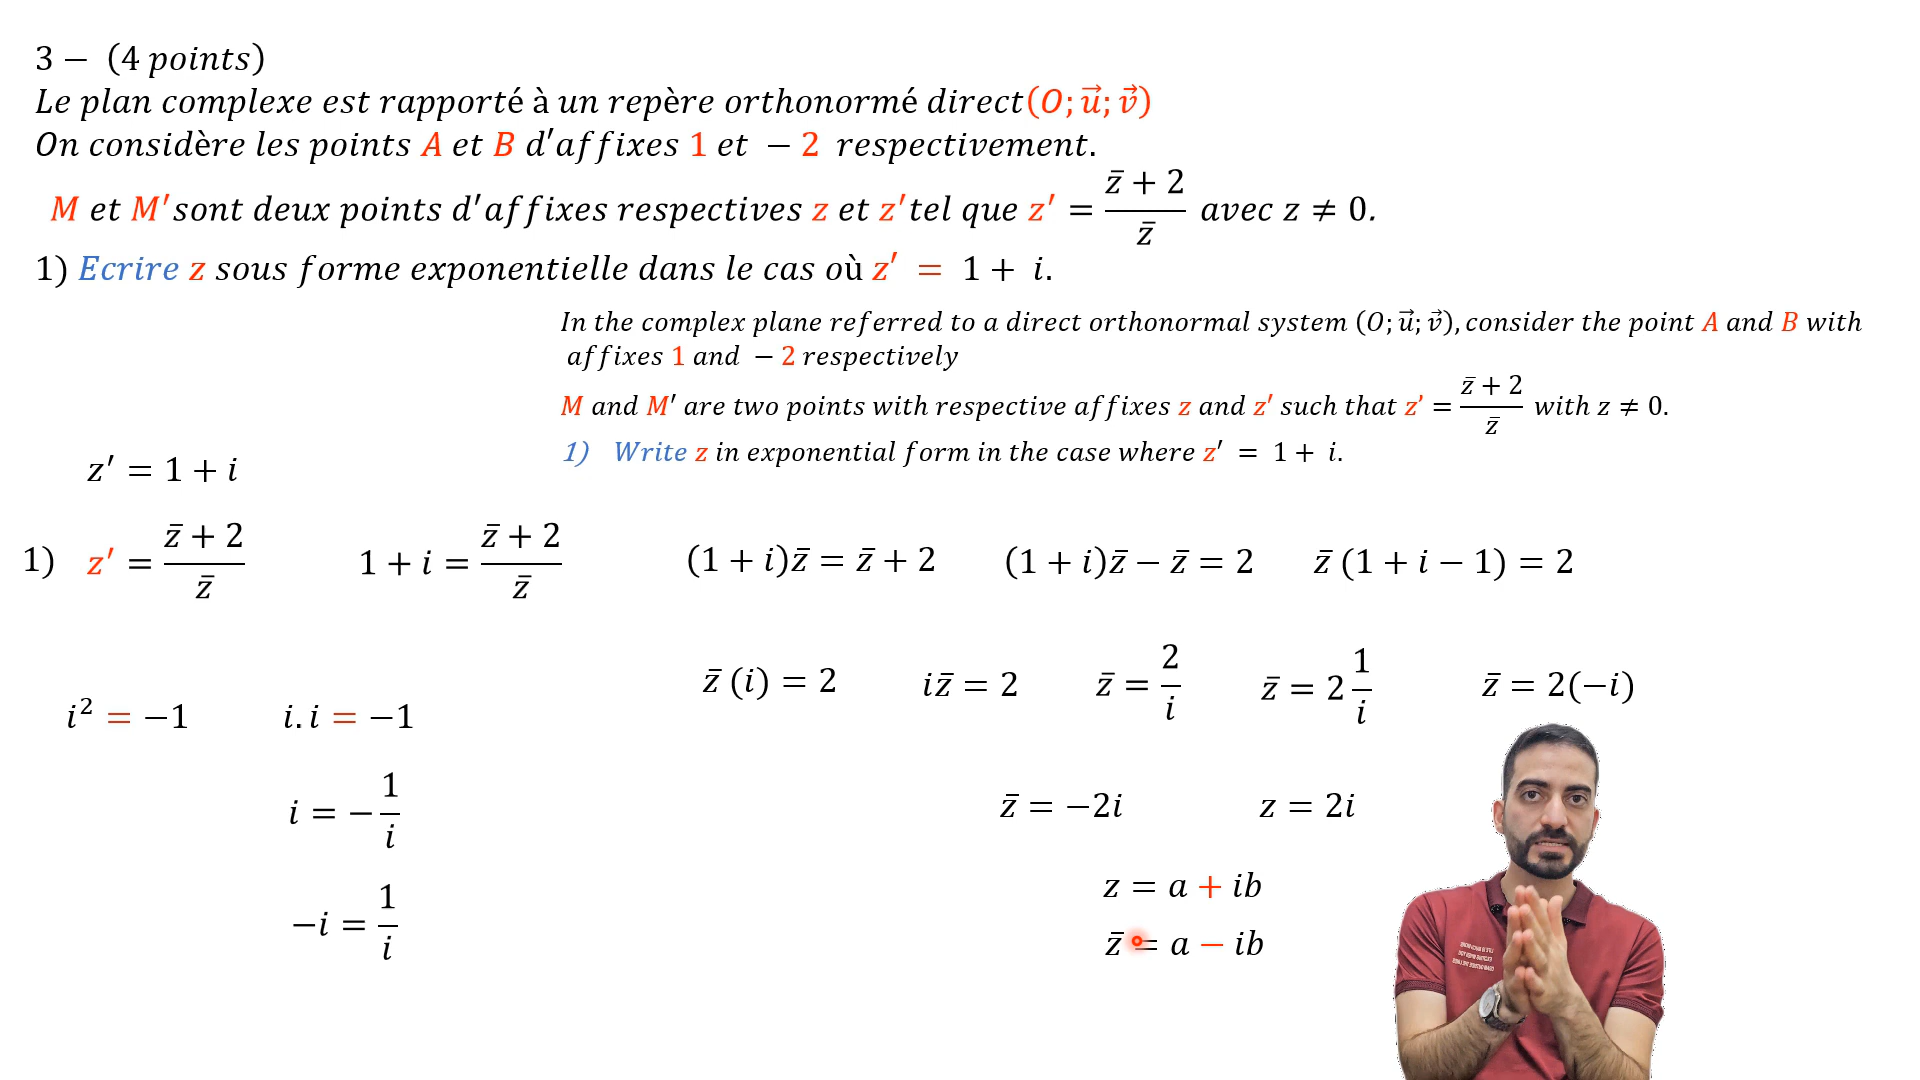 3 − (4 points)
Le plan complexe est rapporté à un repère orthonormé direct(O; u⃗; v⃗)
On considère les points A et B d'affixes 1 et − 2 respectivement.
M et M'sont deux points d'affixes respectives z et z'tel que z' = (z̄ + 2)/z̄ avec z ≠ 0.
1) Ecrire z sous forme exponentielle dans le cas où z' = 1 + i.
In the complex plane referred to a direct orthonormal system (O; u⃗; v⃗), consider the point A and B with
affixes 1 and − 2 respectively
M and M' are two points with respective affixes z and z' such that z’ = (z̄ + 2)/z̄ with z ≠ 0.
1) Write z in exponential form in the case where z' = 1 + i.
z' = 1 + i
1) z' = (z̄ + 2)/z̄ 1 + i = (z̄ + 2)/z̄ (1 + i)z̄ = z̄ + 2 (1 + i)z̄ − z̄ = 2 z̄ (1 + i − 1) = 2
z̄ (i) = 2 iz̄ = 2 z̄ = 2/i z̄ = 2 1/i z̄ = 2(−i)
i² = −1 i. i = −1
i = − 1/i
z̄ = −2i z = 2i
−i = 1/i
z = a + ib
z̄ = a − ib